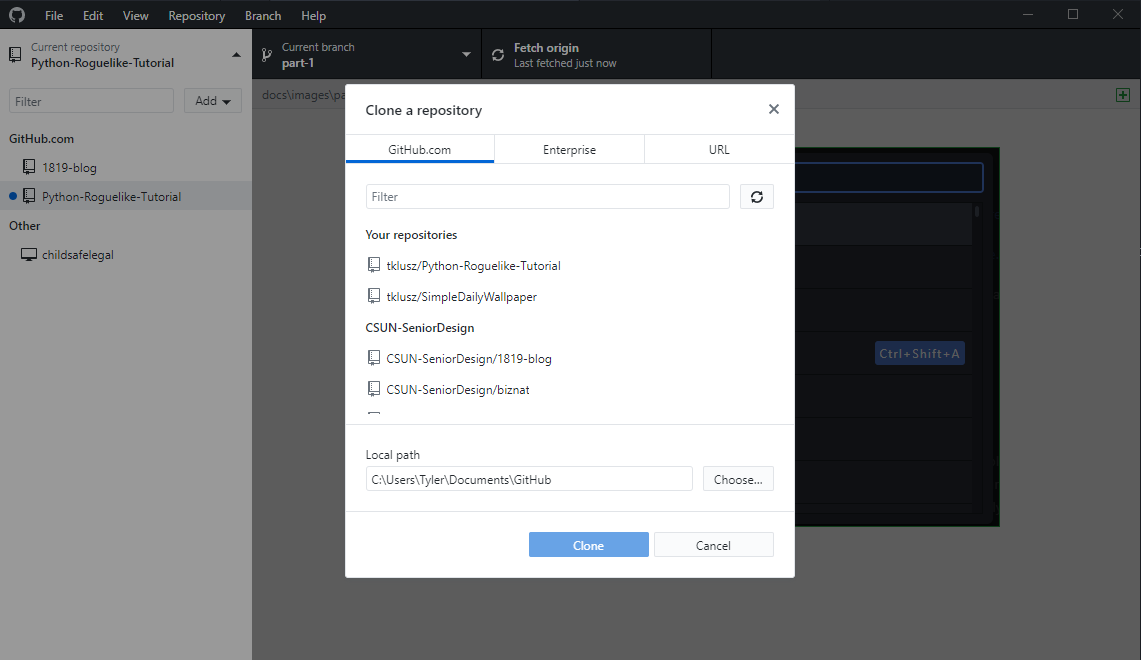 File Edit View Repository Branch Help
Current repository
Python-Roguelike-Tutorial
Current branch
part-1
Fetch origin
Last fetched just now
Filter
Add
GitHub.com
1819-blog
Python-Roguelike-Tutorial
Other
childsafelegal
docs\images\pa
Clone a repository
GitHub.com Enterprise URL
Filter
Your repositories
tklusz/Python-Roguelike-Tutorial
tklusz/SimpleDailyWallpaper
CSUN-SeniorDesign
CSUN-SeniorDesign/1819-blog
CSUN-SeniorDesign/biznat
Local path
C:\Users\Tyler\Documents\GitHub
Choose...
Clone Cancel
Ctrl+Shift+A